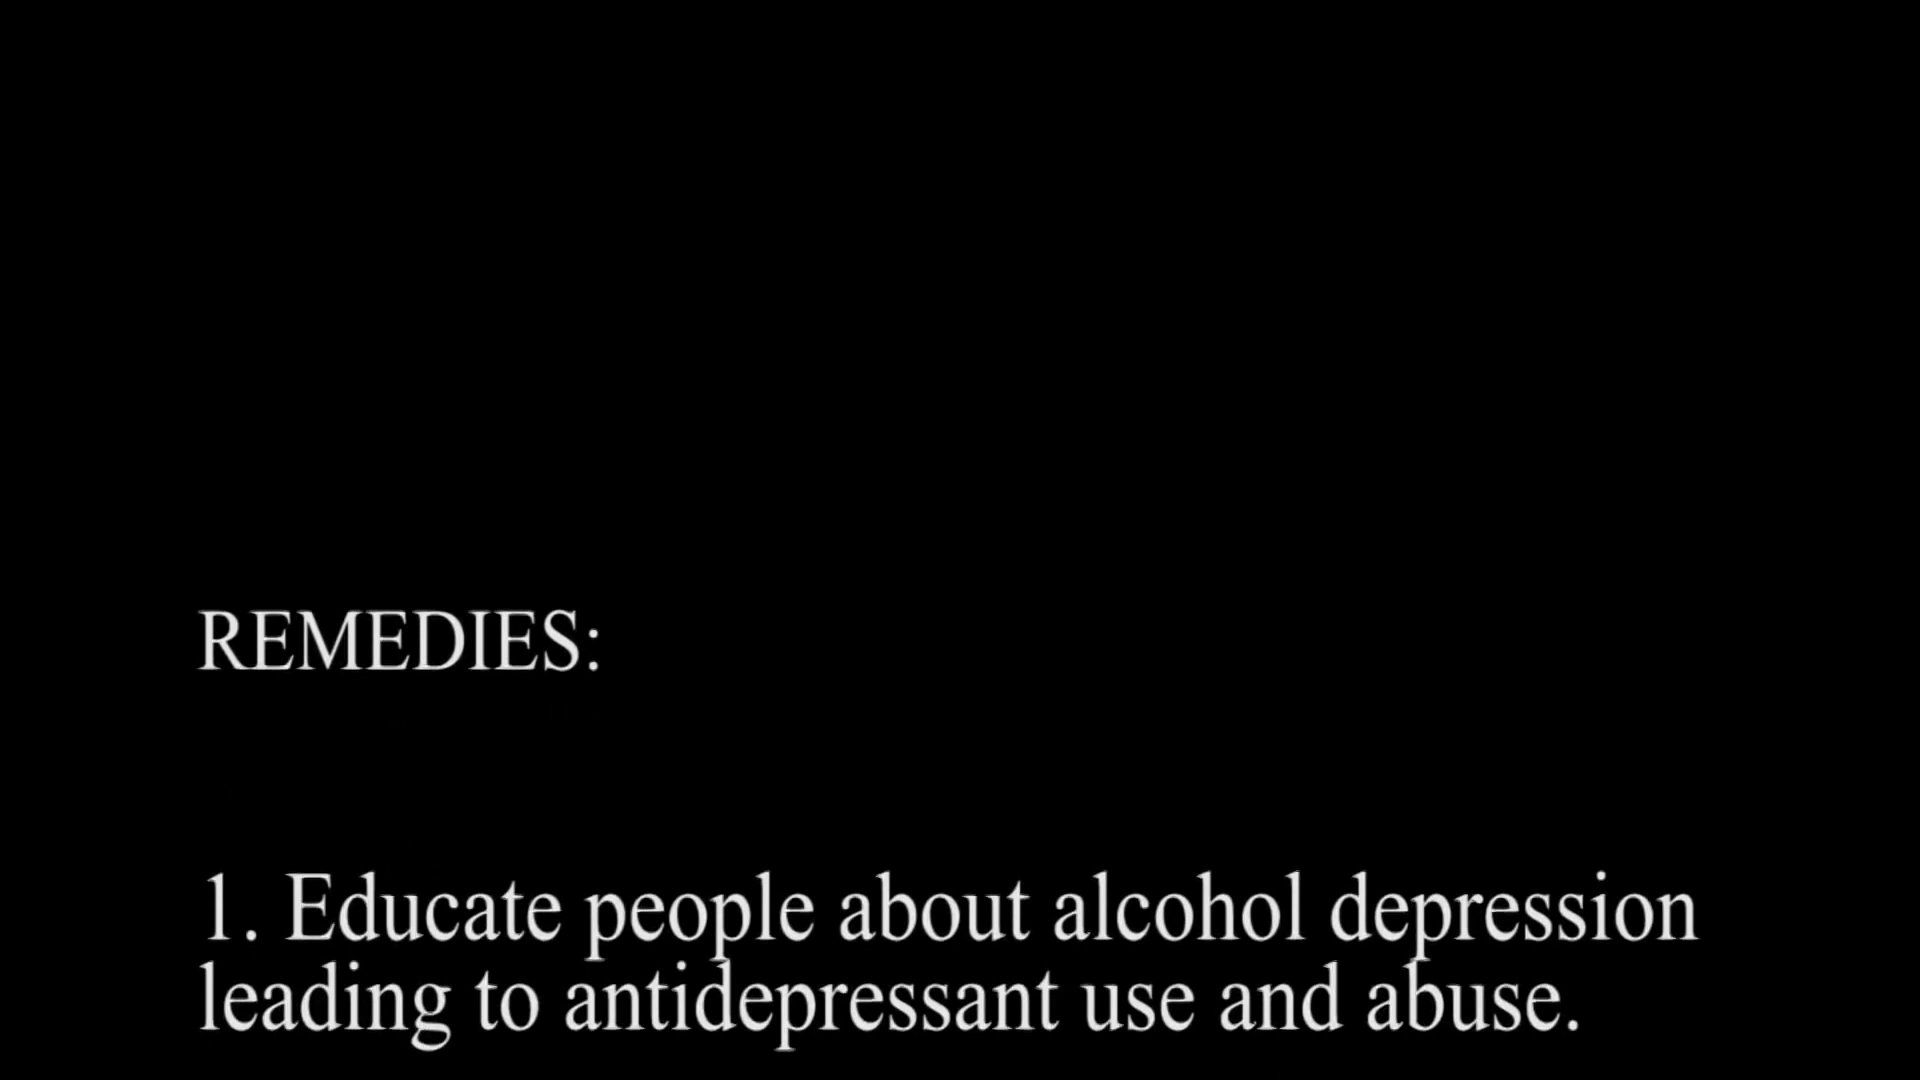 REMEDIES:
1. Educate people about alcohol depression
leading to antidepressant use and abuse.